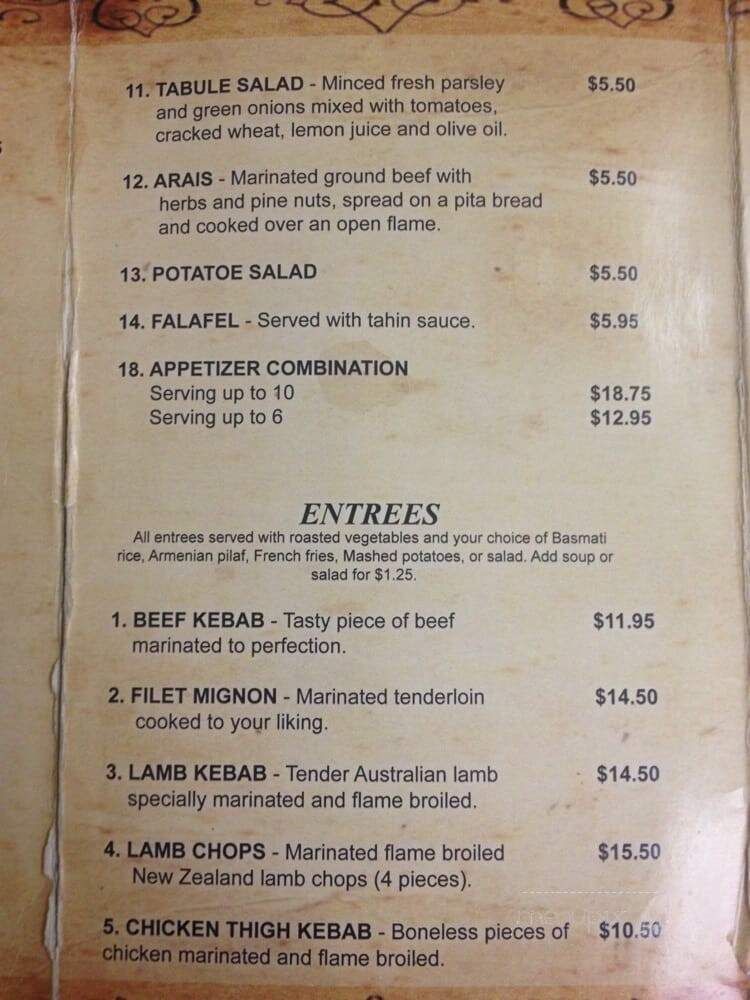 11. TABULE SALAD - Minced fresh parsley $5.50
and green onions mixed with tomatoes,
cracked wheat, lemon juice and olive oil.
12. ARAIS - Marinated ground beef with $5.50
herbs and pine nuts, spread on a pita bread
and cooked over an open flame.
13. POTATOE SALAD $5.50
14. FALAFEL - Served with tahin sauce. $5.95
18. APPETIZER COMBINATION
Serving up to 10 $18.75
Serving up to 6 $12.95
ENTREES
All entrees served with roasted vegetables and your choice of Basmati
rice, Armenian pilaf, French fries, Mashed potatoes, or salad. Add soup or
salad for $1.25.
1. BEEF KEBAB - Tasty piece of beef $11.95
marinated to perfection.
2. FILET MIGNON - Marinated tenderloin $14.50
cooked to your liking.
3. LAMB KEBAB - Tender Australian lamb $14.50
specially marinated and flame broiled.
4. LAMB CHOPS - Marinated flame broiled $15.50
New Zealand lamb chops (4 pieces).
5. CHICKEN THIGH KEBAB - Boneless pieces of $10.50
chicken marinated and flame broiled.